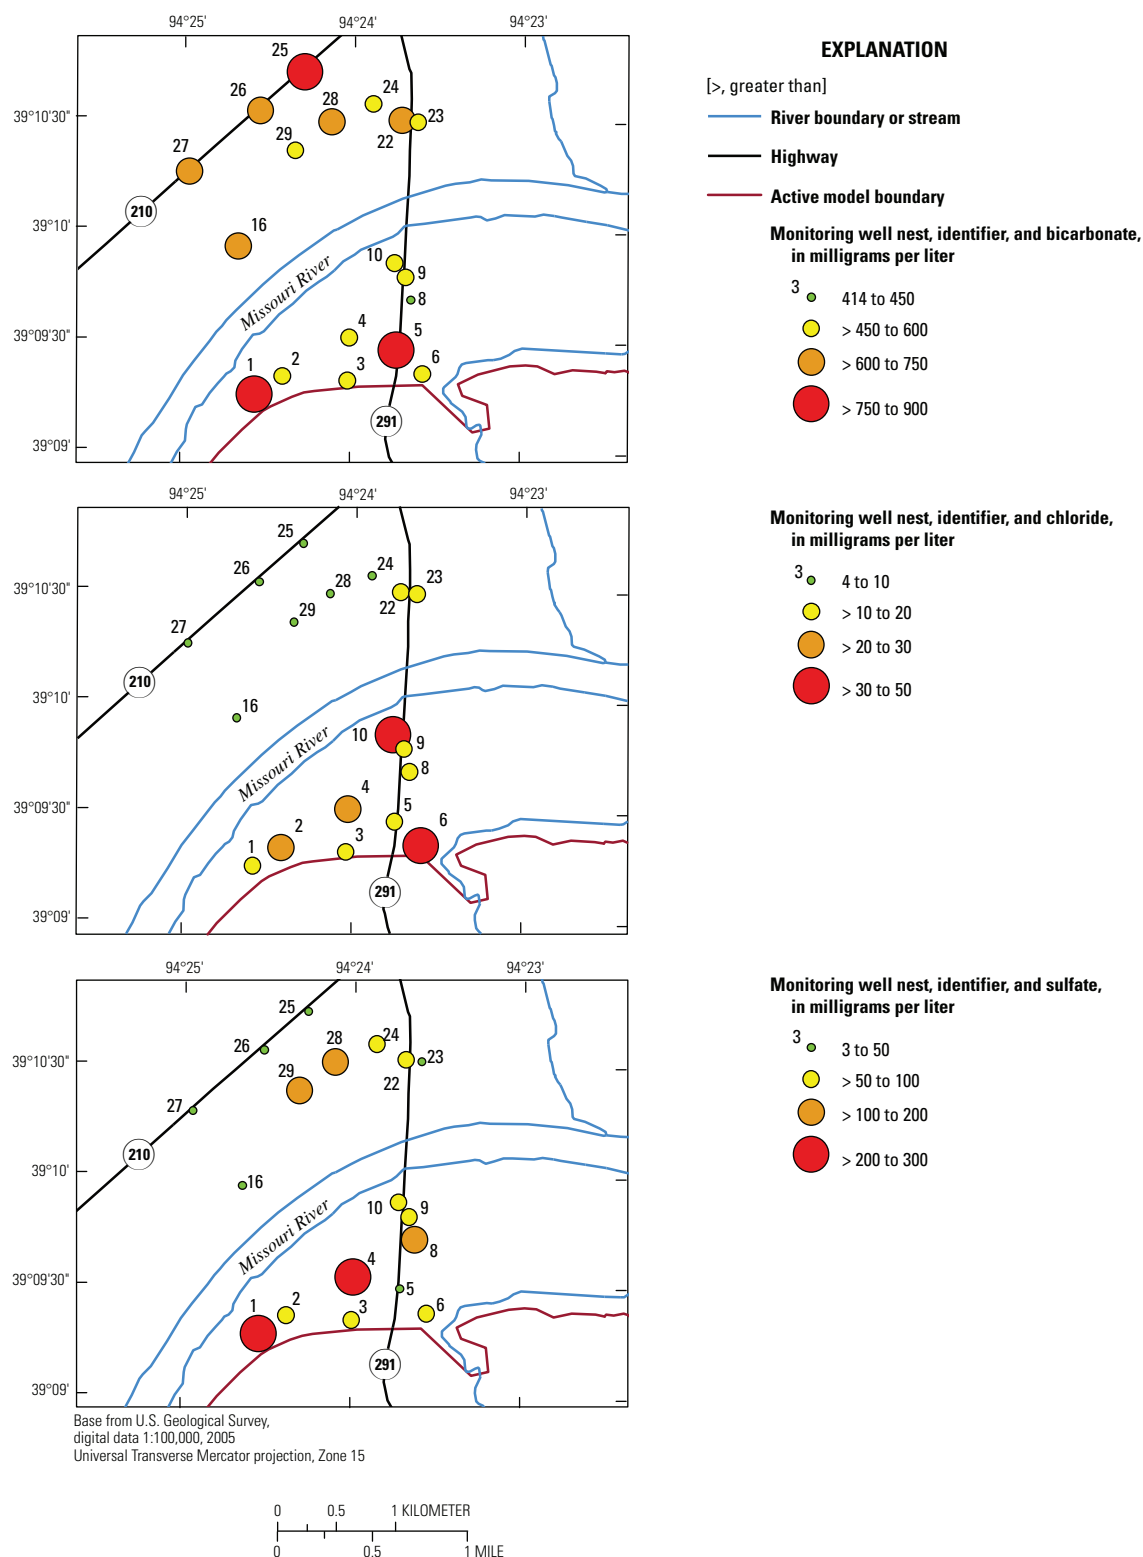 94°25' 94°24' 94°23'
25
26
24
28
23
39°10'30"
22
29
27
210
39°10'
16
10
9
Missouri River
8
39°09'30"
4
5
1
2
3
6
291
39°09'
EXPLANATION
[>, greater than]
River boundary or stream
Highway
Active model boundary
Monitoring well nest, identifier, and bicarbonate,
in milligrams per liter
3
414 to 450
> 450 to 600
> 600 to 750
> 750 to 900
94°25' 94°24' 94°23'
25
26
24
28
23
39°10'30"
22
29
27
210
39°10'
16
10
9
Missouri River
8
4
39°09'30"
5
6
2
3
1
291
39°09'
Monitoring well nest, identifier, and chloride,
in milligrams per liter
3
4 to 10
> 10 to 20
> 20 to 30
> 30 to 50
94°25' 94°24' 94°23'
25
28
24
26
23
39°10'30"
29
22
27
210
39°10'
16
10
9
Missouri River
8
4
39°09'30"
5
1
2
3
6
291
39°09'
Monitoring well nest, identifier, and sulfate,
in milligrams per liter
3
3 to 50
> 50 to 100
> 100 to 200
> 200 to 300
Base from U.S. Geological Survey,
digital data 1:100,000, 2005
Universal Transverse Mercator projection, Zone 15
0 0.5 1 KILOMETER
0 0.5 1 MILE